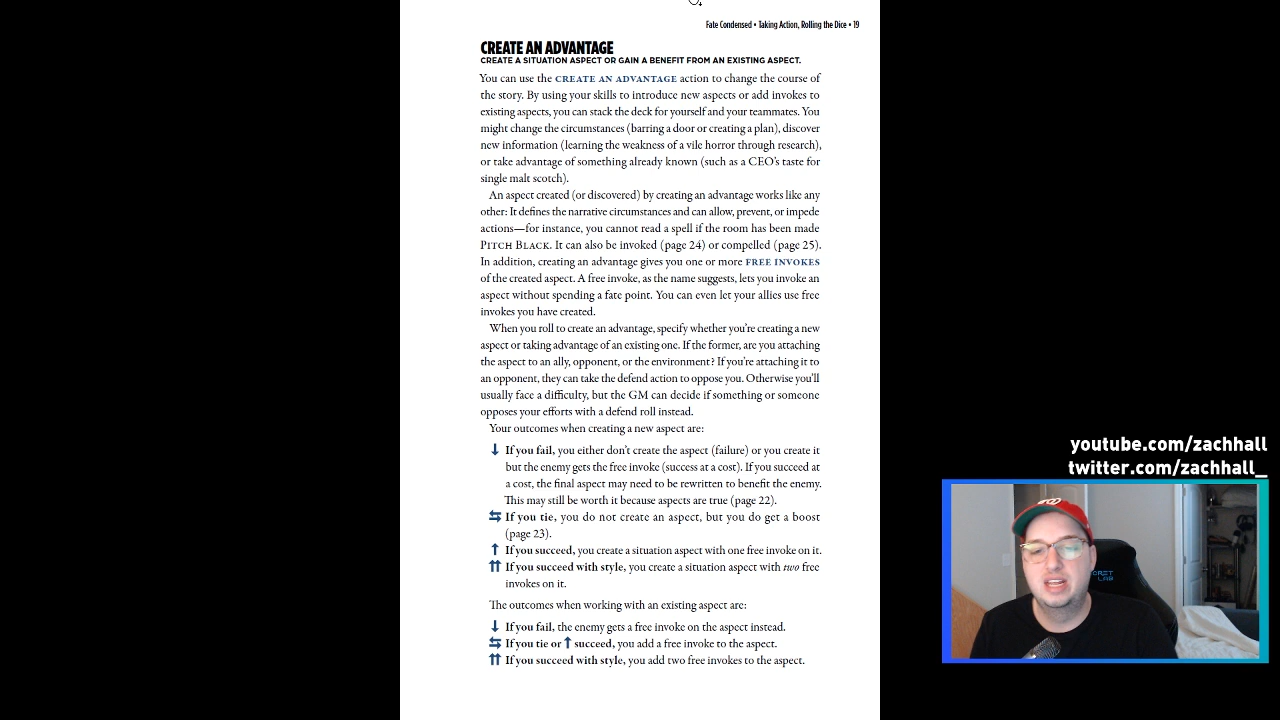 Fate Condensed • Taking Action, Rolling the Dice • 19
CREATE AN ADVANTAGE
CREATE A SITUATION ASPECT OR GAIN A BENEFIT FROM AN EXISTING ASPECT.
You can use the CREATE AN ADVANTAGE action to change the course of
the story. By using your skills to introduce new aspects or add invokes to
existing aspects, you can stack the deck for yourself and your teammates. You
might change the circumstances (barring a door or creating a plan), discover
new information (learning the weakness of a vile horror through research),
or take advantage of something already known (such as a CEO's taste for
single malt scotch).
An aspect created (or discovered) by creating an advantage works like any
other: It defines the narrative circumstances and can allow, prevent, or impede
actions—for instance, you cannot read a spell if the room has been made
PITCH BLACK. It can also be invoked (page 24) or compelled (page 25).
In addition, creating an advantage gives you one or more FREE INVOKES
of the created aspect. A free invoke, as the name suggests, lets you invoke an
aspect without spending a fate point. You can even let your allies use free
invokes you have created.
When you roll to create an advantage, specify whether you're creating a new
aspect or taking advantage of an existing one. If the former, are you attaching
the aspect to an ally, opponent, or the environment? If you're attaching it to
an opponent, they can take the defend action to oppose you. Otherwise you'll
usually face a difficulty, but the GM can decide if something or someone
opposes your efforts with a defend roll instead.
Your outcomes when creating a new aspect are:
If you fail, you either don't create the aspect (failure) or you create it
but the enemy gets the free invoke (success at a cost). If you succeed at
a cost, the final aspect may need to be rewritten to benefit the enemy.
This may still be worth it because aspects are true (page 22).
If you tie, you do not create an aspect, but you do get a boost
(page 23).
If you succeed, you create a situation aspect with one free invoke on it.
If you succeed with style, you create a situation aspect with two free
invokes on it.
The outcomes when working with an existing aspect are:
If you fail, the enemy gets a free invoke on the aspect instead.
If you tie or succeed, you add a free invoke to the aspect.
If you succeed with style, you add two free invokes to the aspect.
youtube.com/zachhall
twitter.com/zachhall_